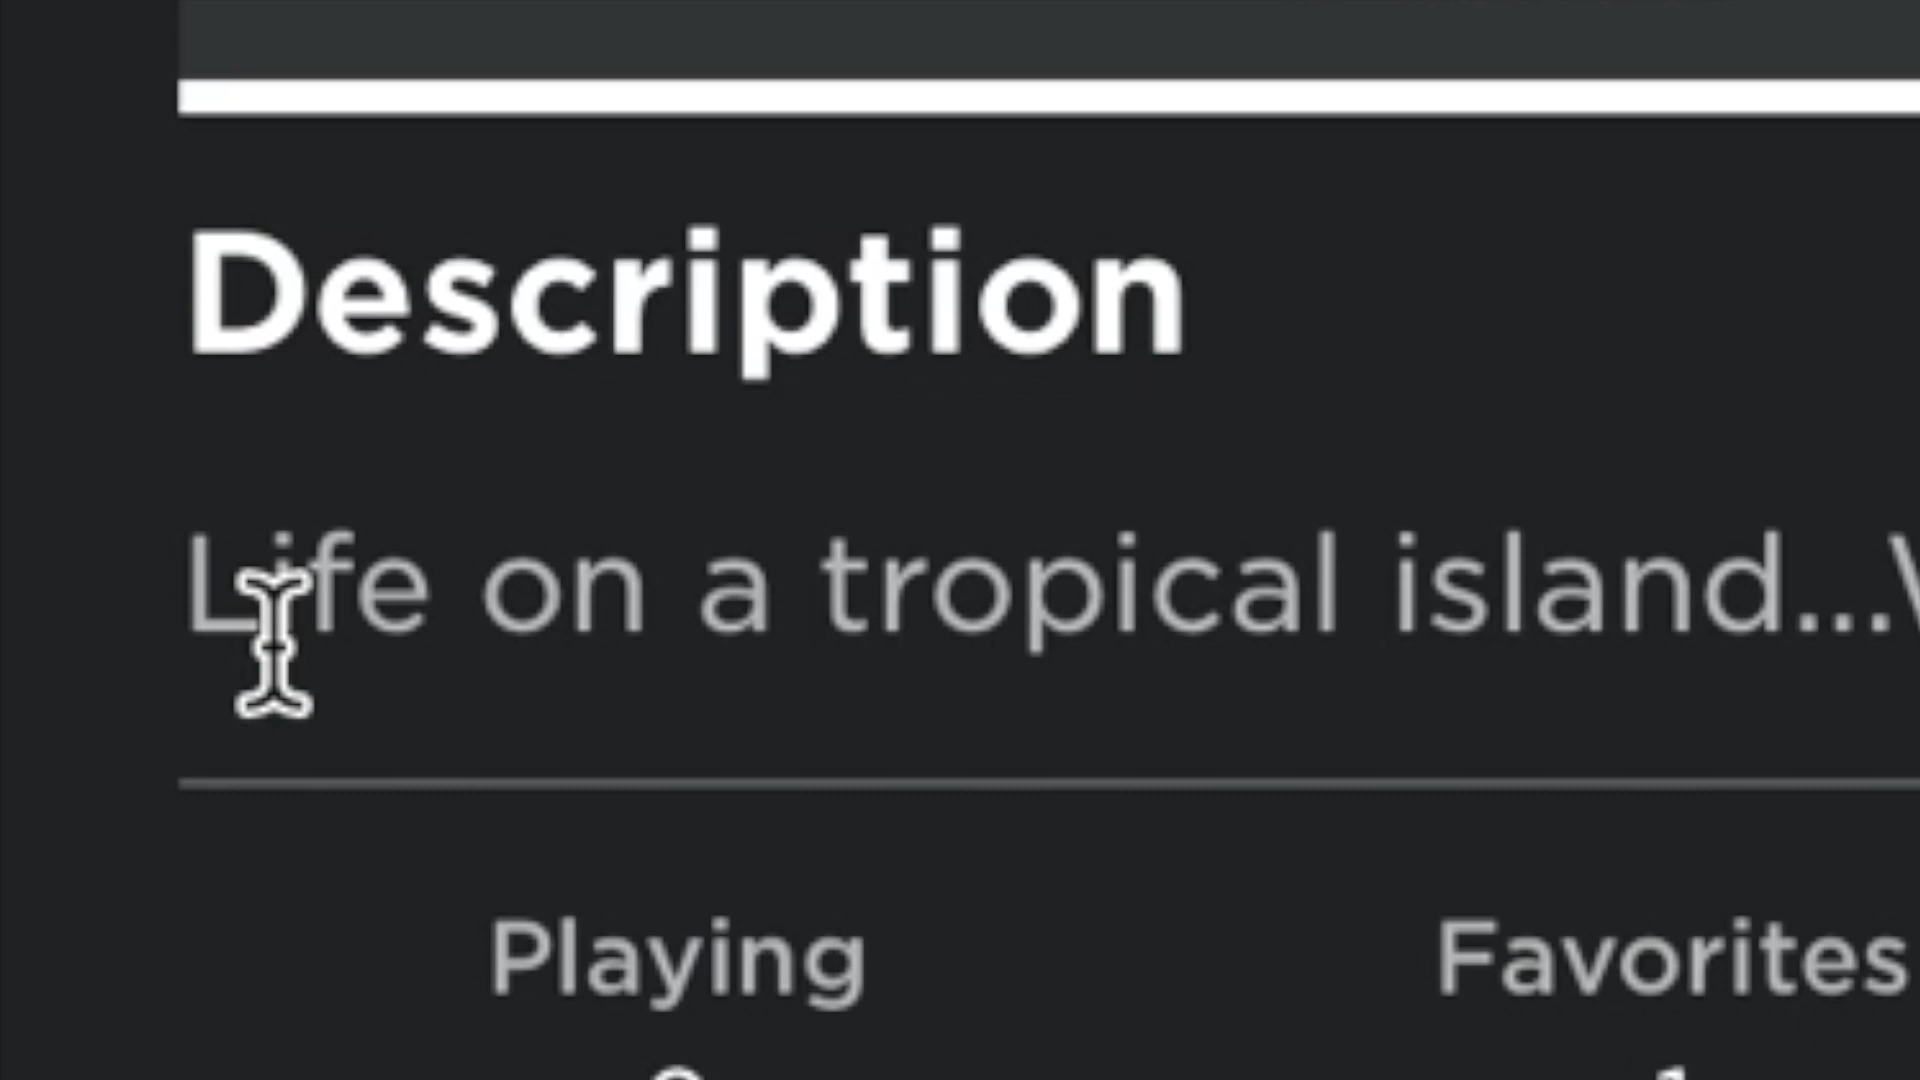 Description
Life on a tropical island...
Playing
Favorites